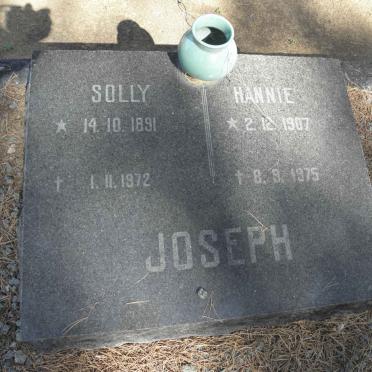 SOLLY HANNIE
* 14.10.1891 * 2.12.1907
† 1.11.1972 † 8.9.1975
JOSEPH